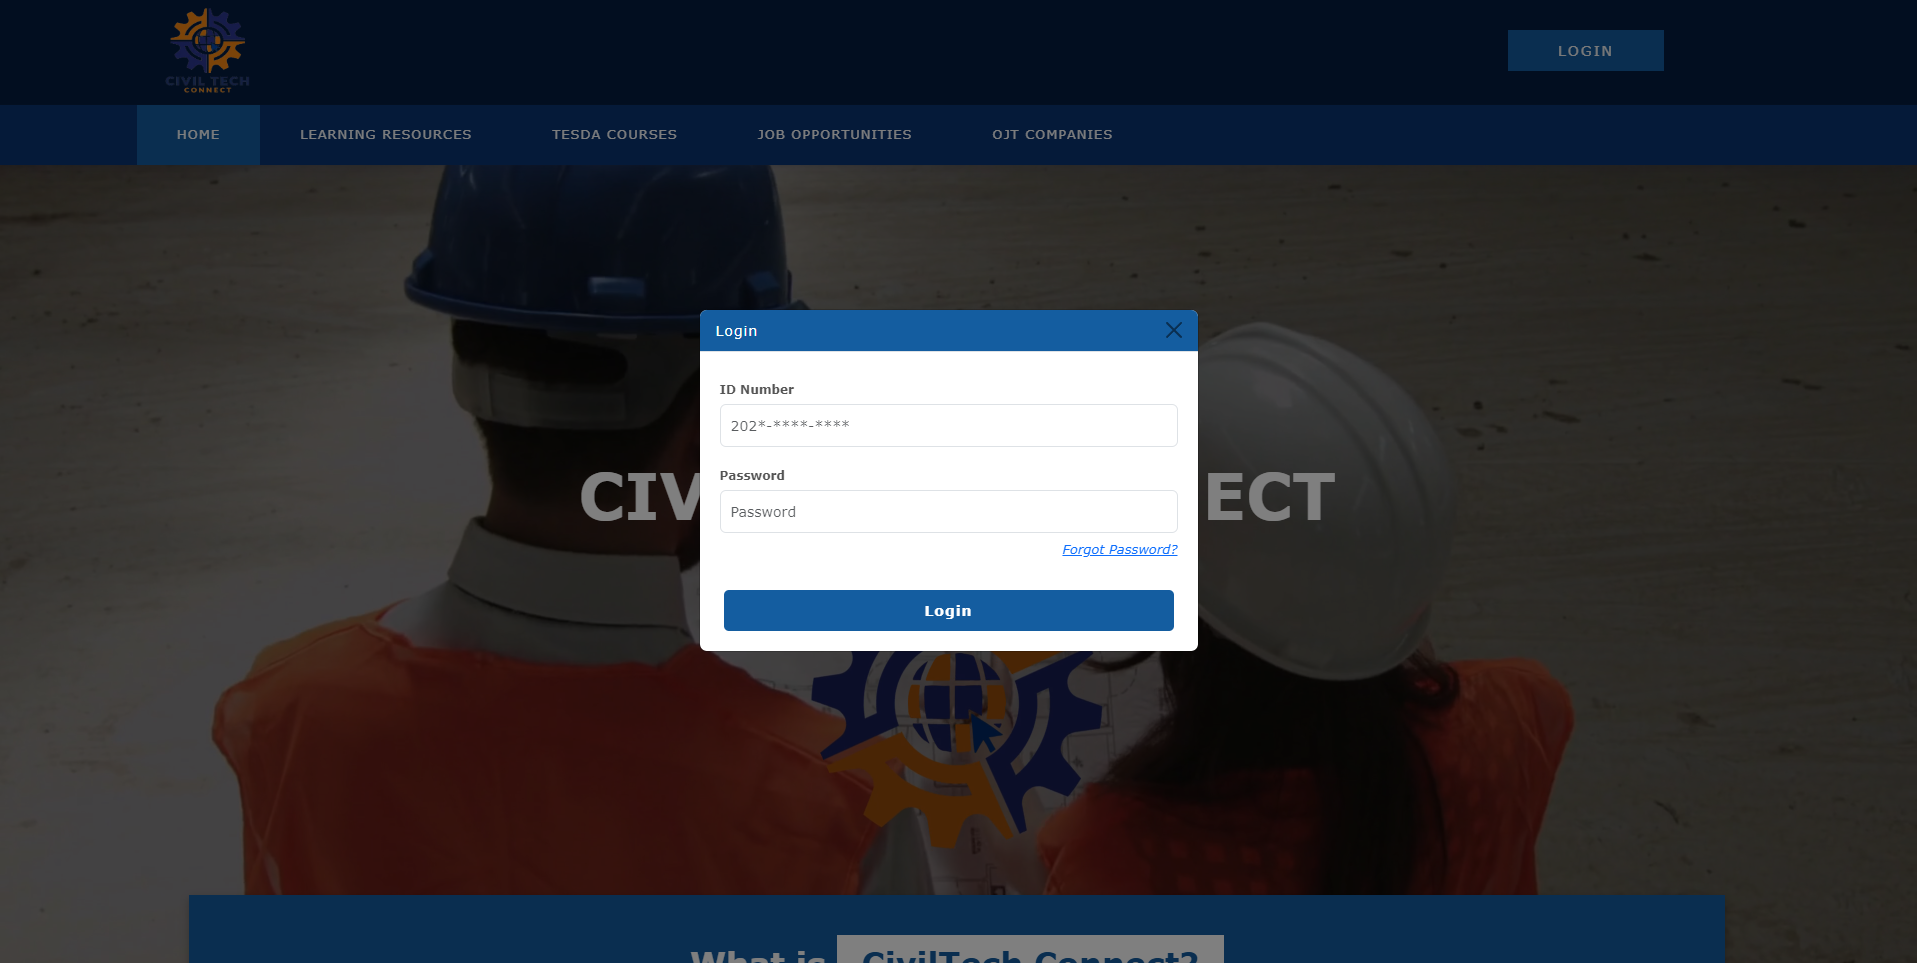 CIVIL TECH
CONNECT
LOGIN
HOME
LEARNING RESOURCES
TESDA COURSES
JOB OPPORTUNITIES
OJT COMPANIES
CIV
ECT
Login
ID Number
202*-****-****
Password
Password
Forgot Password?
Login
What is CivilTech Connect?